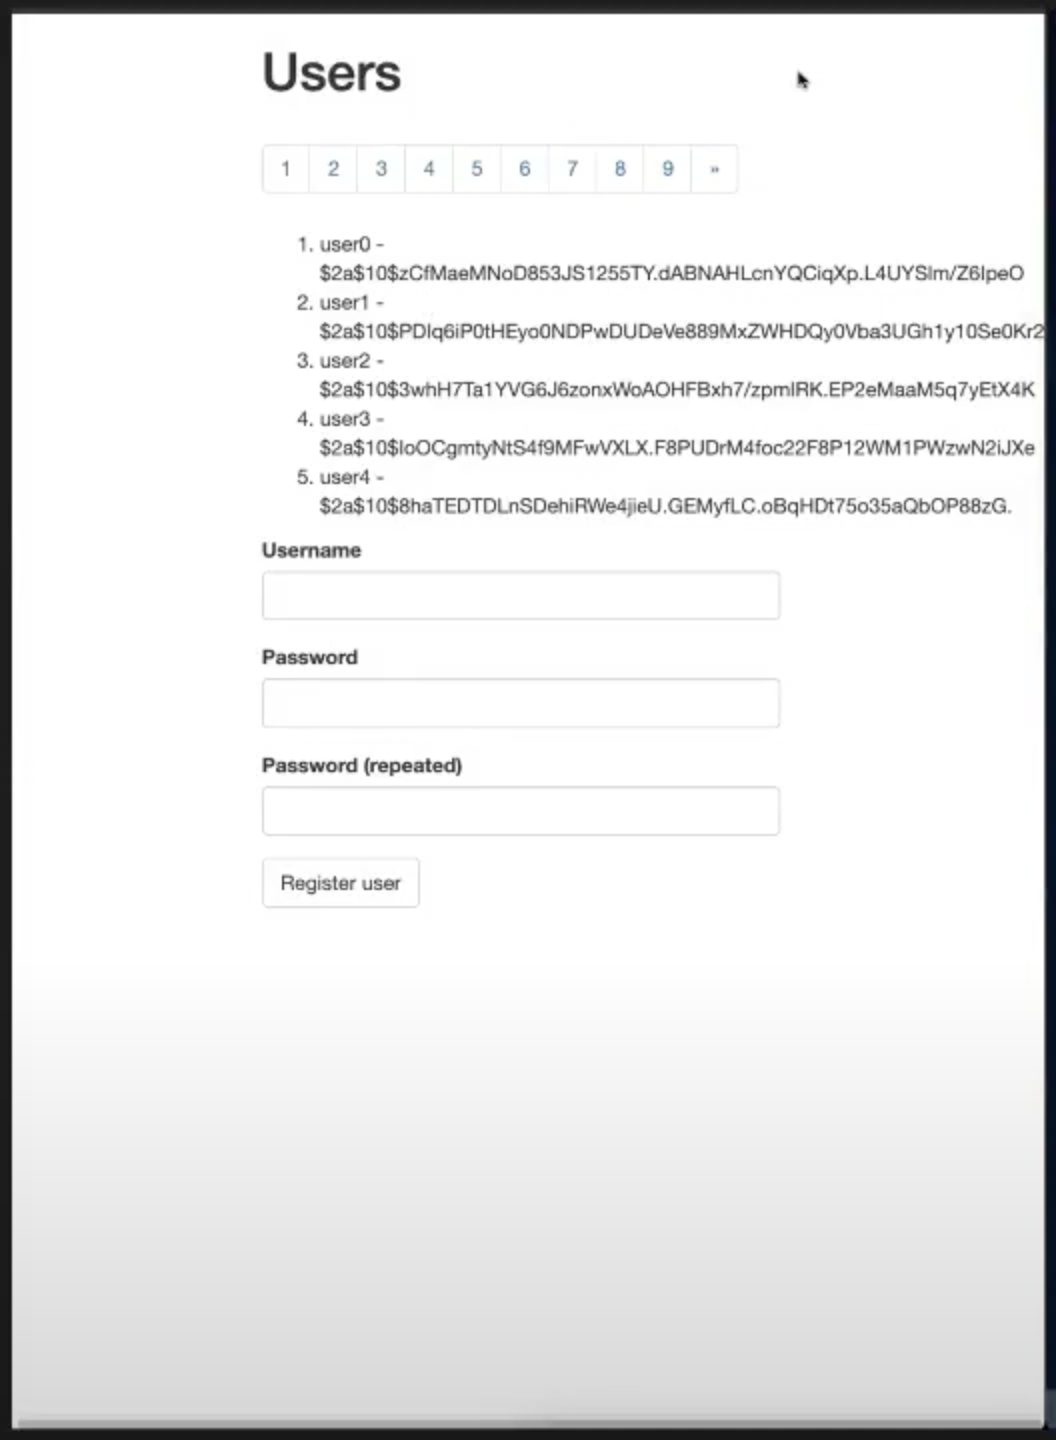 Users
1 2 3 4 5 6 7 8 9 »
1. user0 -
$2a$10$zCfMaeMNoD853JS1255TY.dABNAHLcnYQCiqXp.L4UYSlm/Z6lpeO
2. user1 -
$2a$10$PDlq6iP0tHEyo0NDPwDUDeVe889MxZWHDQy0Vba3UGh1y10Se0Kr2
3. user2 -
$2a$10$3whH7Ta1YVG6J6zonxWoAOHFBxh7/zpmlRK.EP2eMaaM5q7yEtX4K
4. user3 -
$2a$10$loOCgmtyNtS4f9MFwVXLX.F8PUDrM4foc22F8P12WM1PWzwN2iJXe
5. user4 -
$2a$10$8haTEDTDLnSDehiRWe4jieU.GEMyfLC.oBqHDt75o35aQbOP88zG.
Username
Password
Password (repeated)
Register user